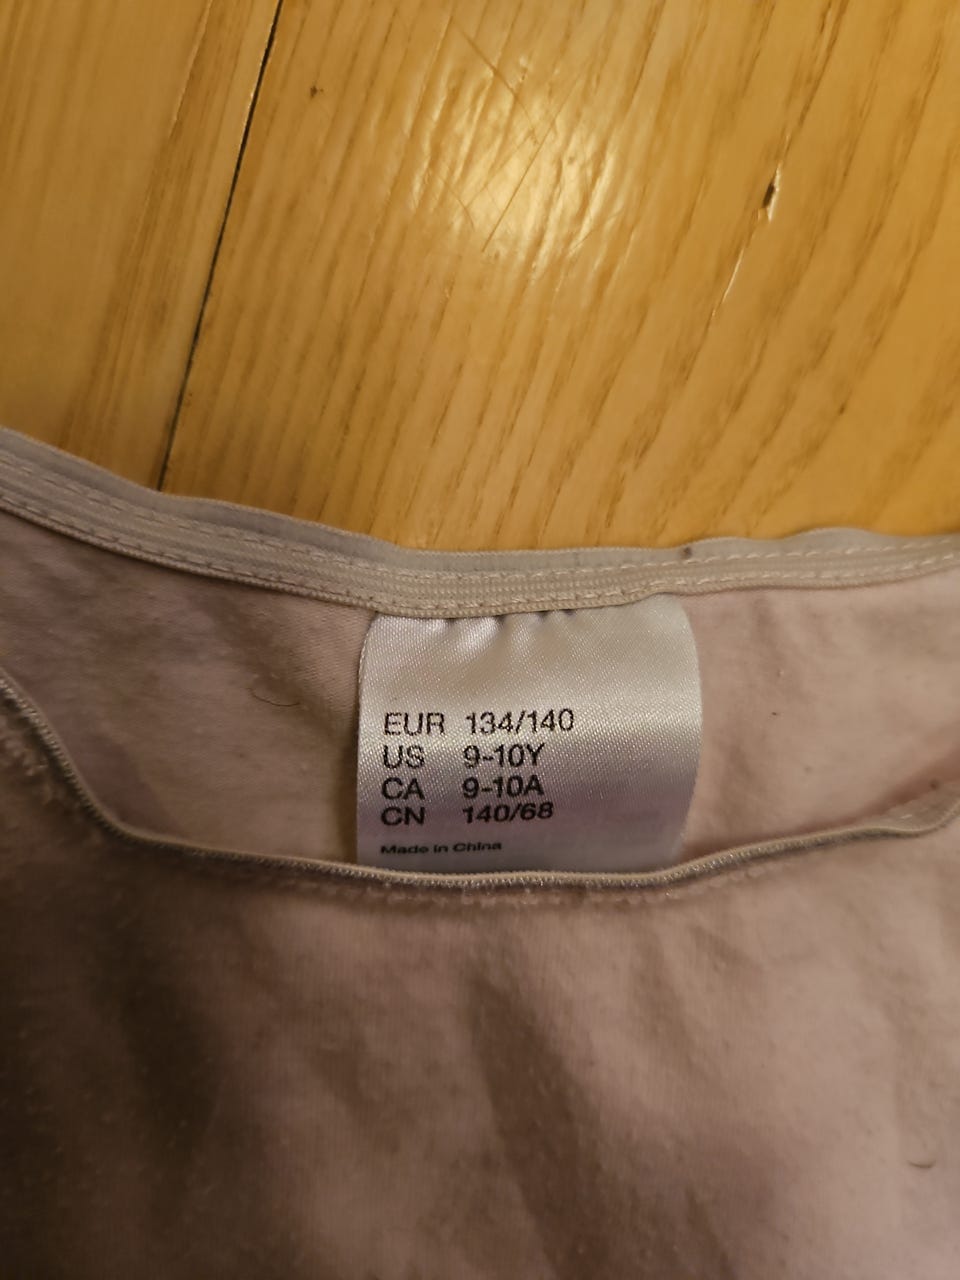 EUR 134/140
US 9-10Y
CA 9-10A
CN 140/68
Made in China